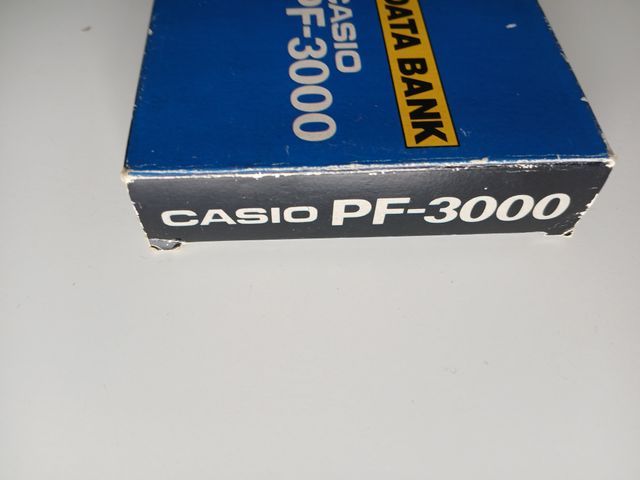 DATA BANK
CASIO
PF-3000
CASIO PF-3000